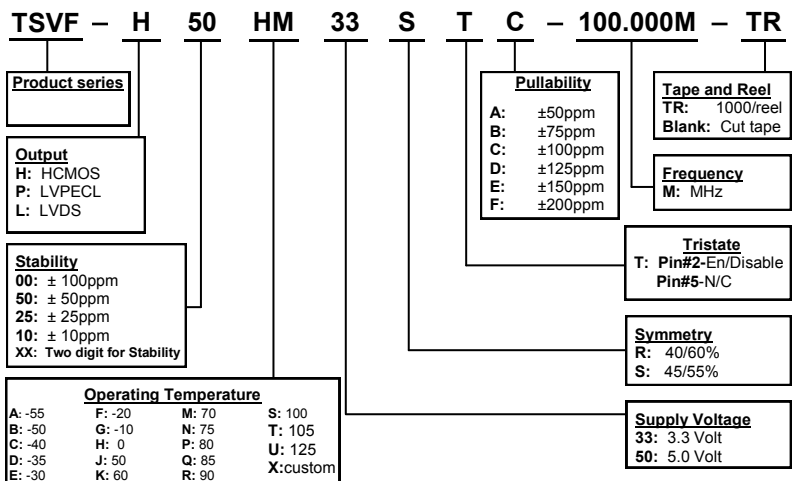 TSVF – H 50 HM 33 S T C – 100.000M – TR
Product series
Output
H: HCMOS
P: LVPECL
L: LVDS
Stability
00: ± 100ppm
50: ± 50ppm
25: ± 25ppm
10: ± 10ppm
XX: Two digit for Stability
Operating Temperature
A: -55 F: -20 M: 70 S: 100
B: -50 G: -10 N: 75 T: 105
C: -40 H: 0 P: 80 U: 125
D: -35 J: 50 Q: 85 X:custom
E: -30 K: 60 R: 90
Pullability
A: ±50ppm
B: ±75ppm
C: ±100ppm
D: ±125ppm
E: ±150ppm
F: ±200ppm
Tape and Reel
TR: 1000/reel
Blank: Cut tape
Frequency
M: MHz
Tristate
T: Pin#2-En/Disable
Pin#5-N/C
Symmetry
R: 40/60%
S: 45/55%
Supply Voltage
33: 3.3 Volt
50: 5.0 Volt